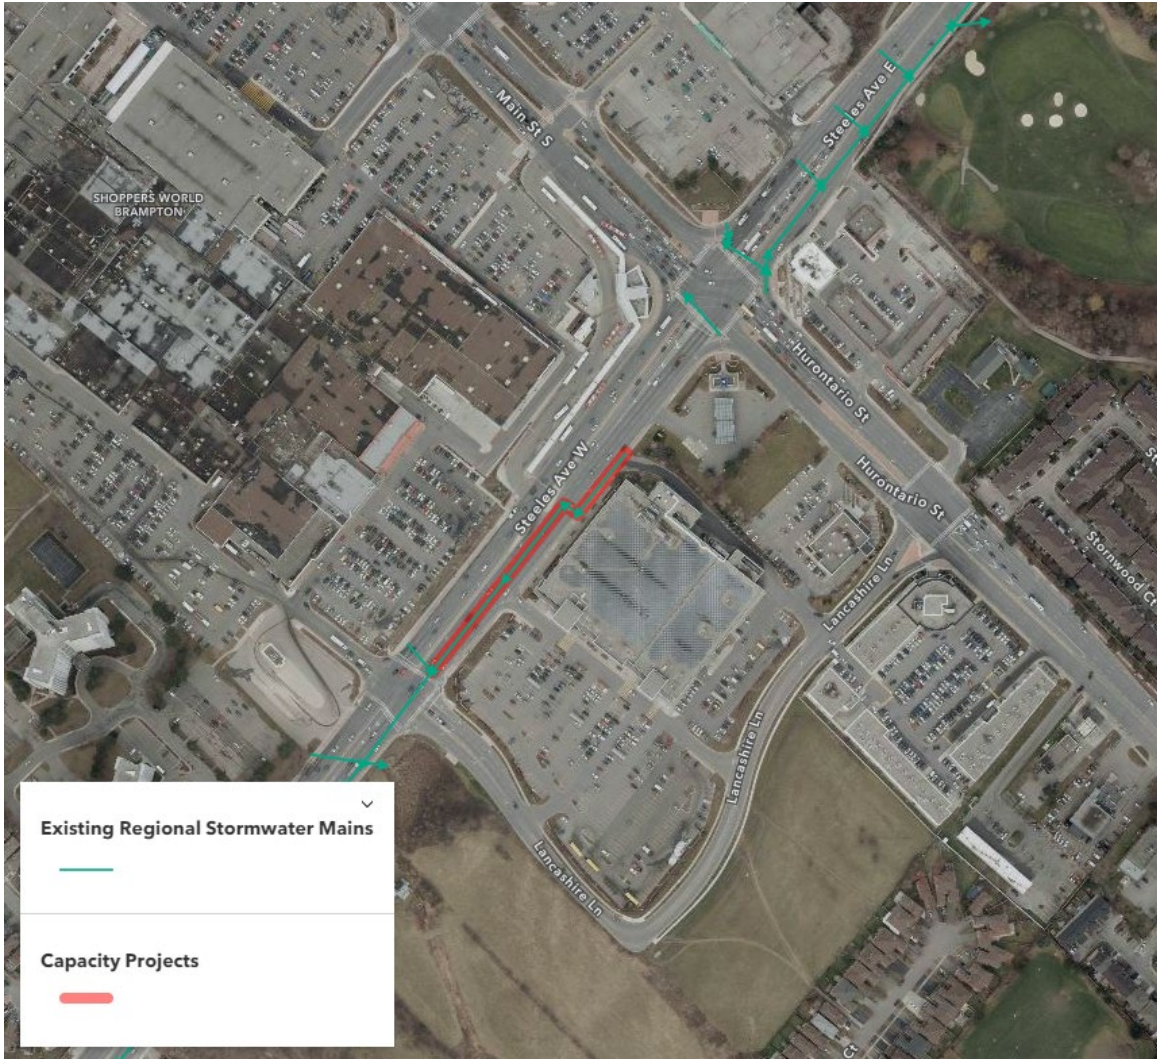 Main St S
Steeles Ave E
SHOPPERS WORLD
BRAMPTON
Hurontario St
Steeles Ave W
Hurontario St
Stornwood Ct
Lancashire Ln
Lancashire Ln
Lancashire Ln
Ct
Existing Regional Stormwater Mains
Capacity Projects